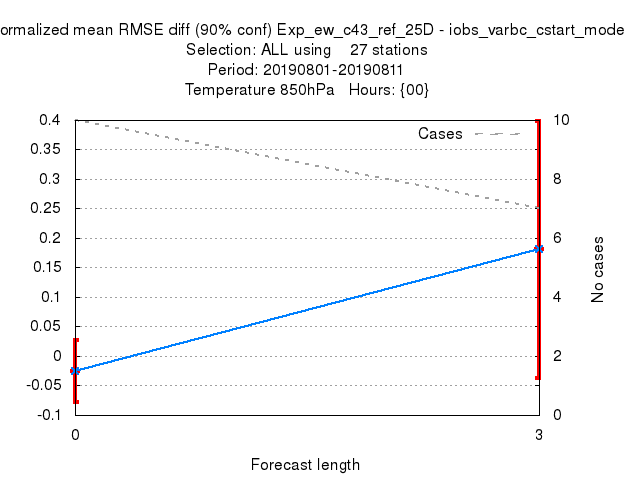 ormalized mean RMSE diff (90% conf) Exp_ew_c43_ref_25D - iobs_varbc_cstart_mode
Selection: ALL using 27 stations
Period: 20190801-20190811
Temperature 850hPa Hours: {00}
Cases
0.4
0.35
0.3
0.25
0.2
0.15
0.1
0.05
0
-0.05
-0.1
10
8
6
4
2
0
No cases
0 3
Forecast length